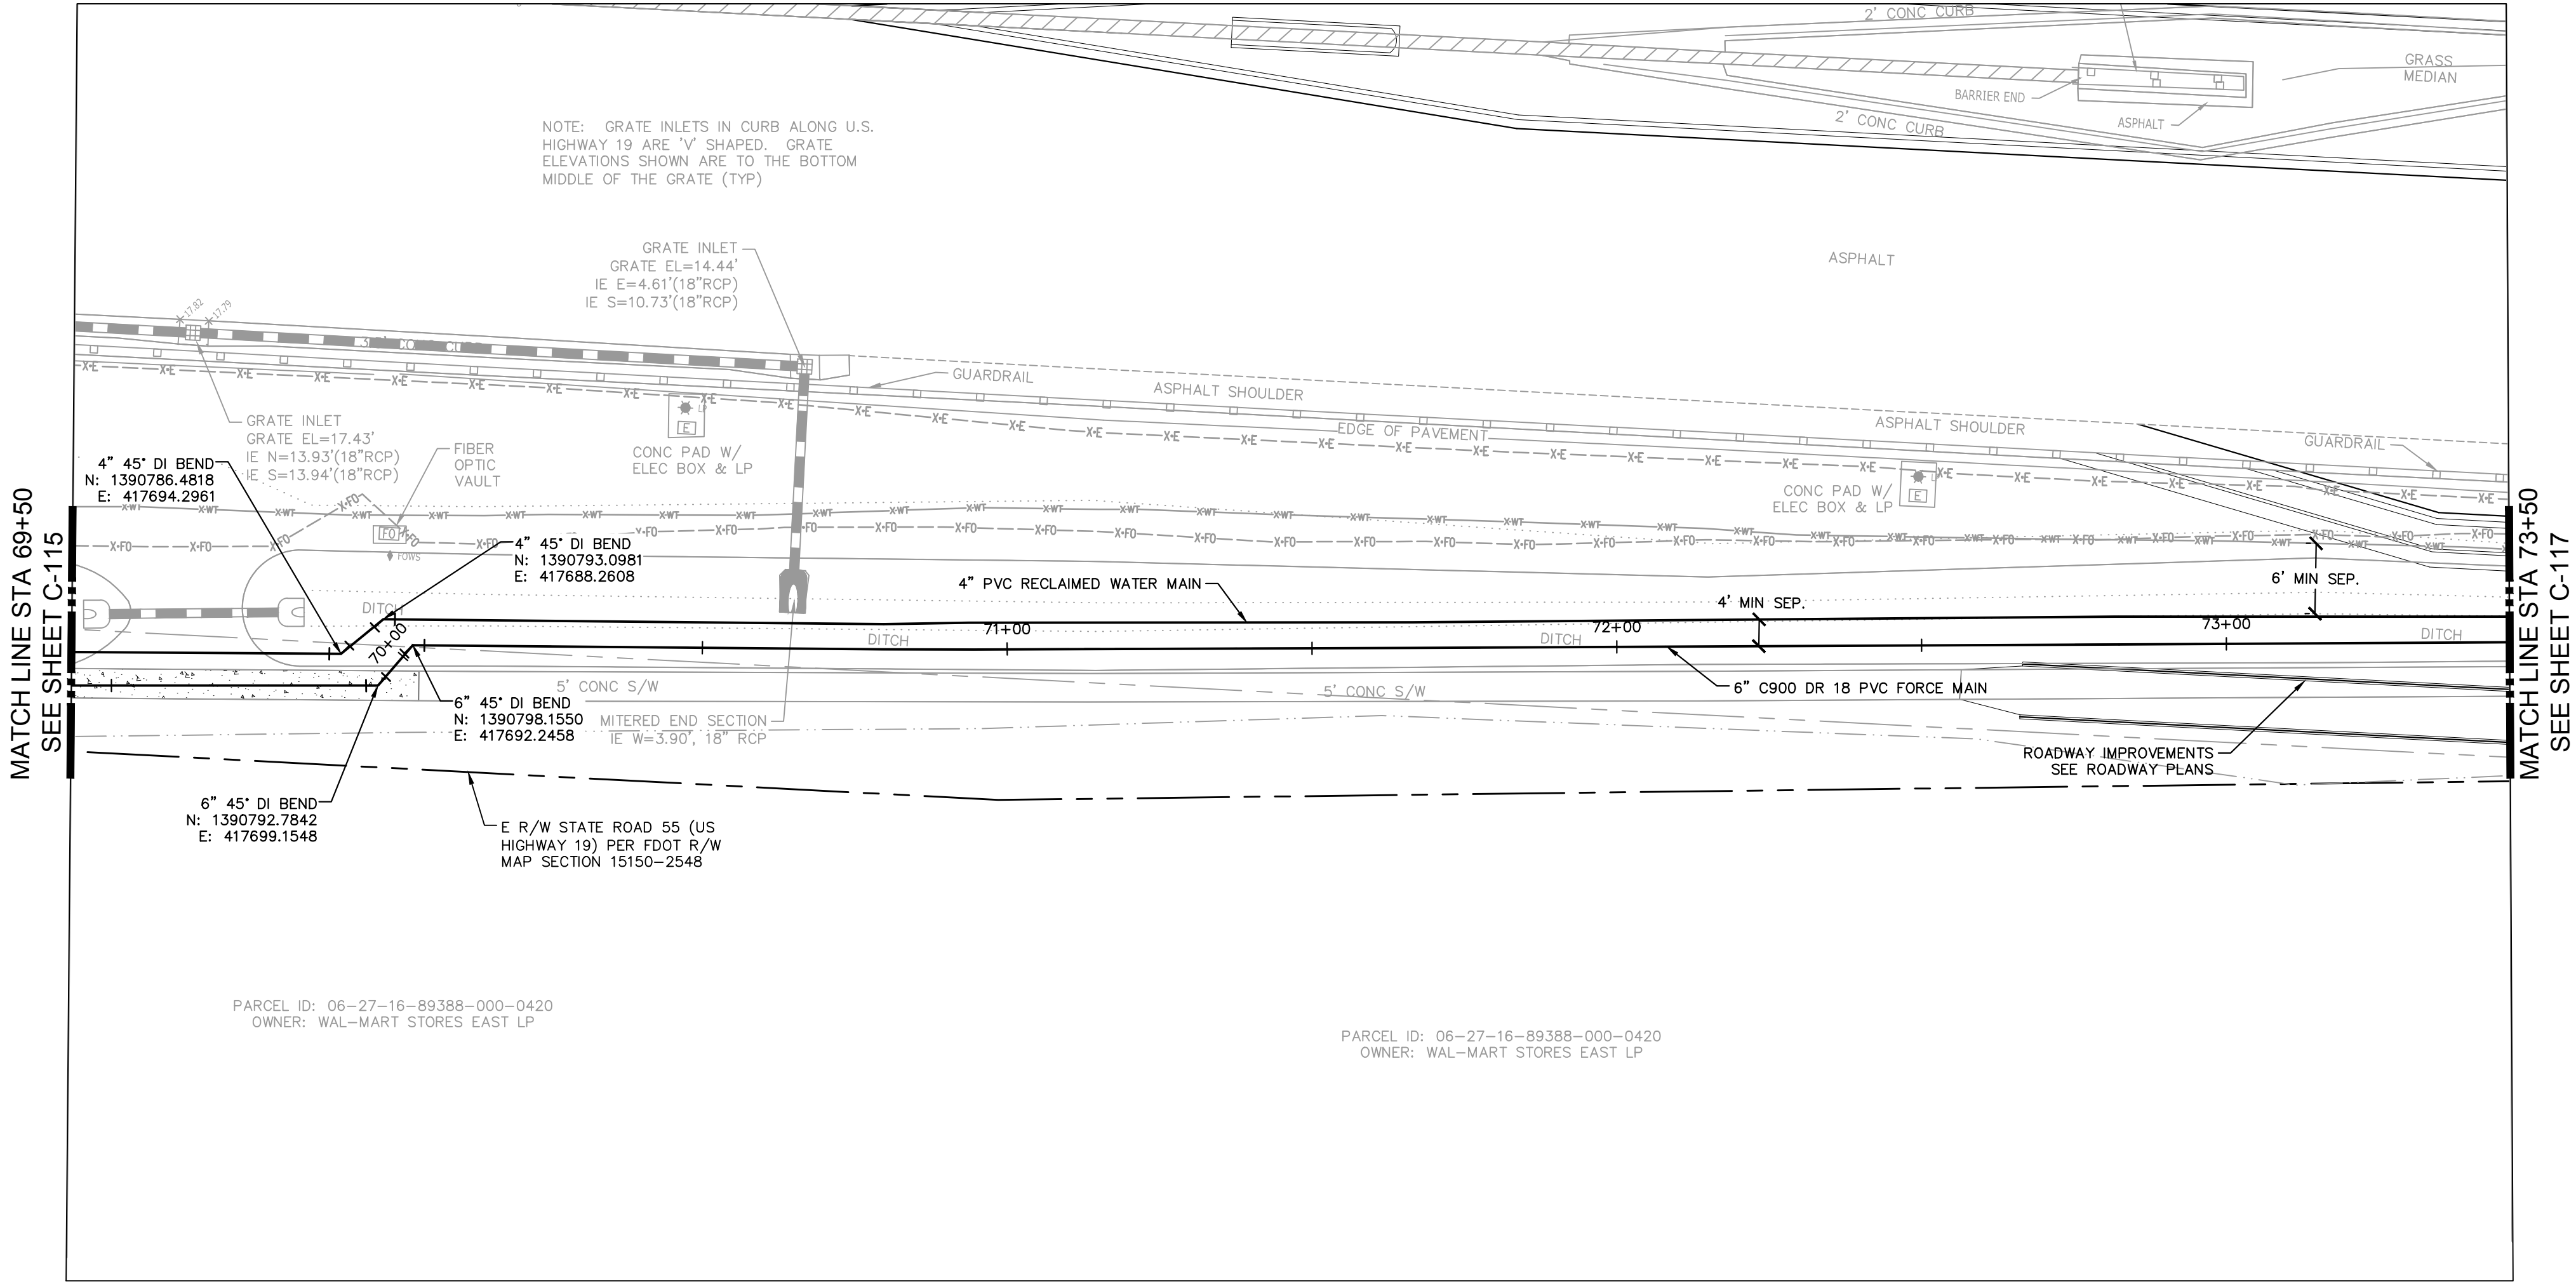 2' CONC CURB
GRASS
MEDIAN
BARRIER END
ASPHALT
2' CONC CURB
NOTE: GRATE INLETS IN CURB ALONG U.S.
HIGHWAY 19 ARE 'V' SHAPED. GRATE
ELEVATIONS SHOWN ARE TO THE BOTTOM
MIDDLE OF THE GRATE (TYP)
GRATE INLET
GRATE EL=14.44'
IE E=4.61'(18"RCP)
IE S=10.73'(18"RCP)
ASPHALT
17.82
17.79
CONC CURB
GUARDRAIL
ASPHALT SHOULDER
ASPHALT SHOULDER
EDGE OF PAVEMENT
GUARDRAIL
GRATE INLET
GRATE EL=17.43'
IE N=13.93'(18"RCP)
IE S=13.94'(18"RCP)
FIBER
OPTIC
VAULT
LP
E
CONC PAD W/
ELEC BOX & LP
E
CONC PAD W/
ELEC BOX & LP
X-E
X-WT
X-FO
FO
FOWS
4" 45° DI BEND
N: 1390786.4818
E: 417694.2961
4" 45° DI BEND
N: 1390793.0981
E: 417688.2608
4" PVC RECLAIMED WATER MAIN
4' MIN SEP.
6' MIN SEP.
DITCH
70+00
DITCH
71+00
DITCH
72+00
73+00
DITCH
5' CONC S/W
5' CONC S/W
6" C900 DR 18 PVC FORCE MAIN
6" 45° DI BEND
N: 1390798.1550
E: 417692.2458
MITERED END SECTION
IE W=3.90', 18" RCP
ROADWAY IMPROVEMENTS
SEE ROADWAY PLANS
6" 45° DI BEND
N: 1390792.7842
E: 417699.1548
E R/W STATE ROAD 55 (US
HIGHWAY 19) PER FDOT R/W
MAP SECTION 15150-2548
MATCH LINE STA 69+50
SEE SHEET C-115
MATCH LINE STA 73+50
SEE SHEET C-117
PARCEL ID: 06-27-16-89388-000-0420
OWNER: WAL-MART STORES EAST LP
PARCEL ID: 06-27-16-89388-000-0420
OWNER: WAL-MART STORES EAST LP